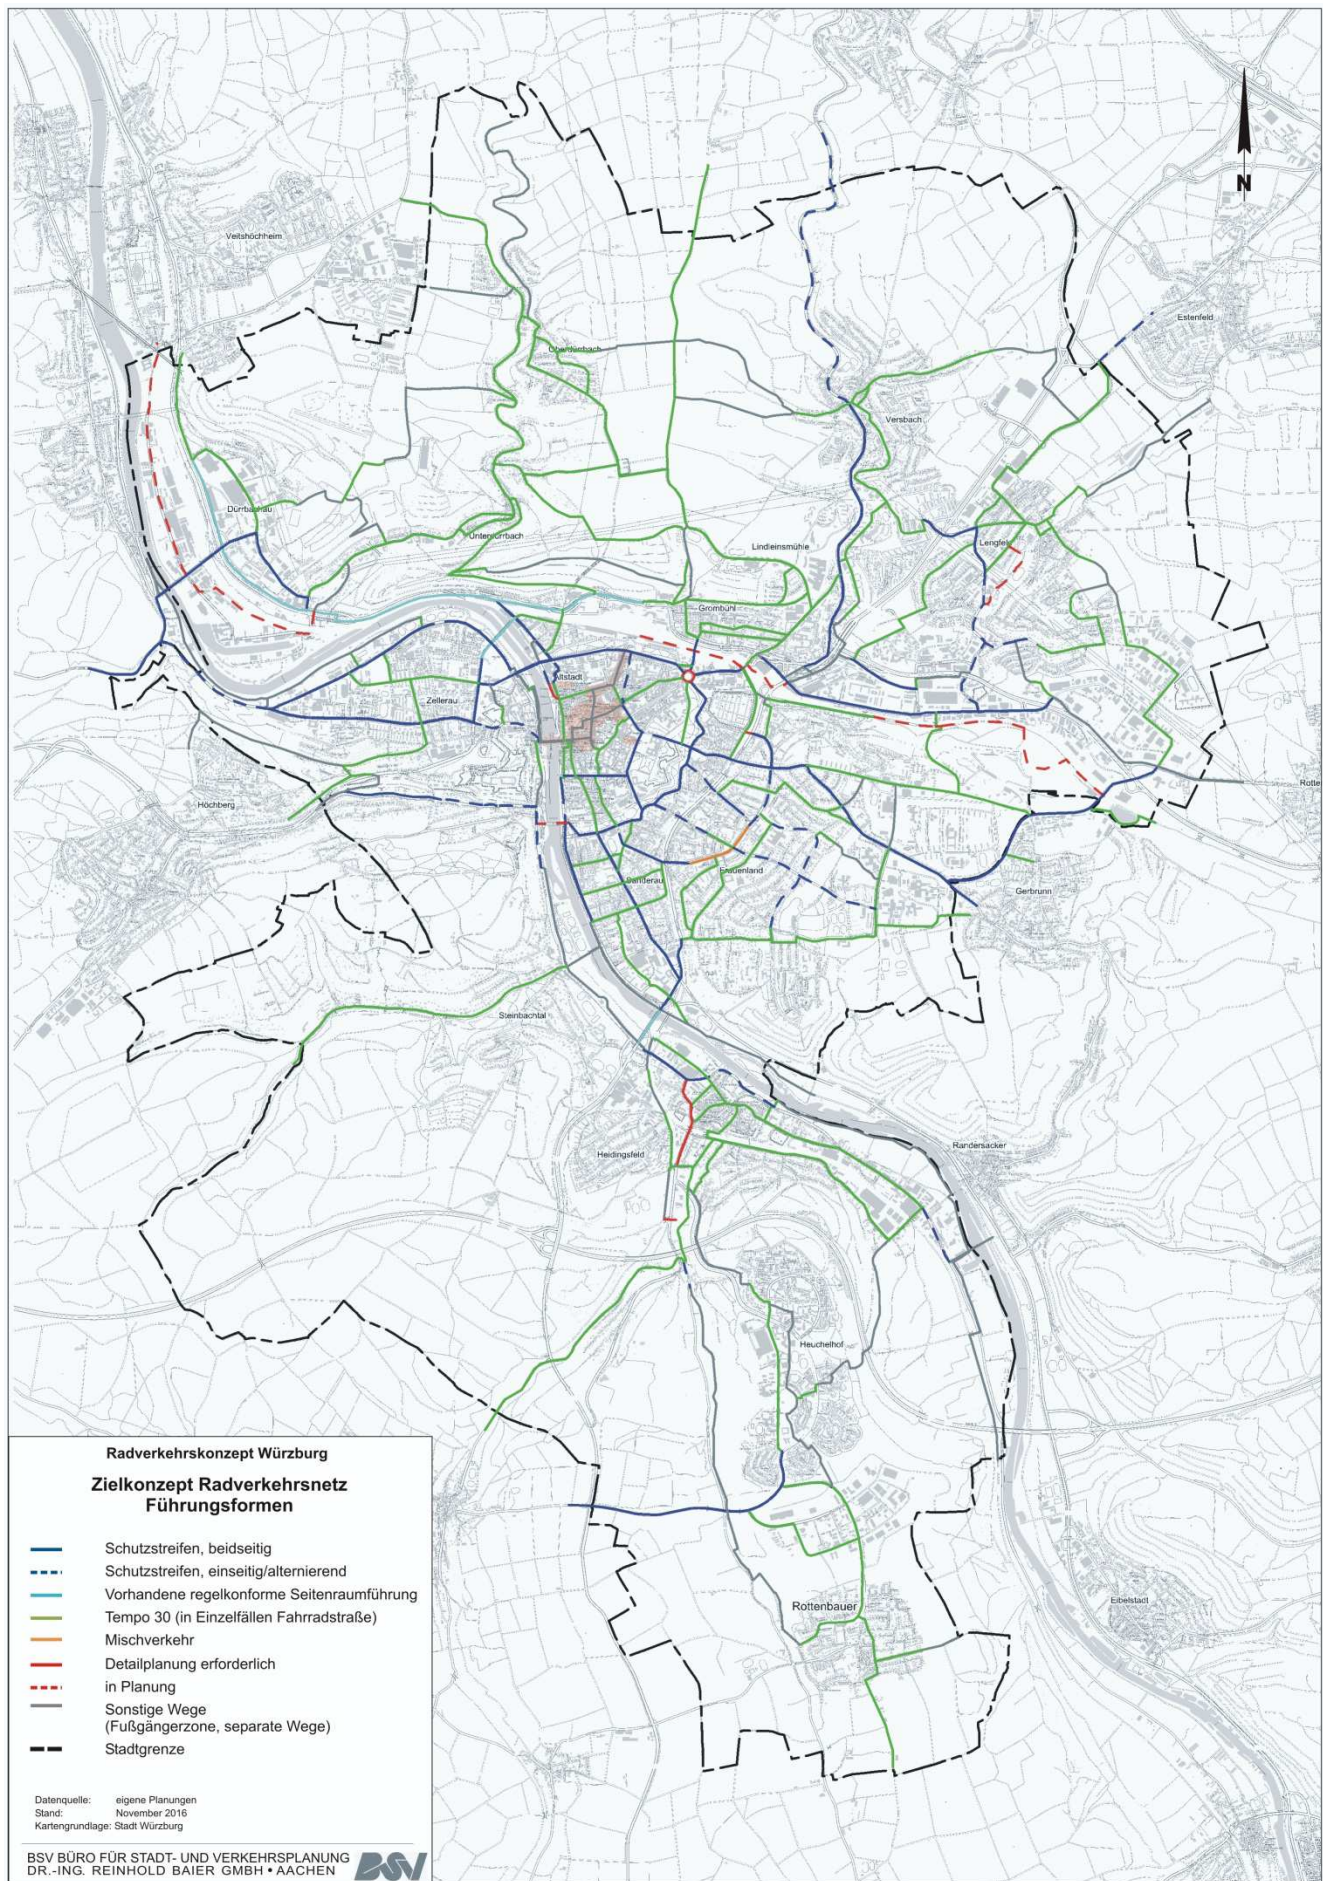 N
Veitshöchheim
Estenfeld
Oberdürrbach
Versbach
Dürrbachau
Unterdürrbach
Lindleinsmühle
Lengfeld
Grombühl
Altstadt
Zellerau
Höchberg
Rotte
Sanderau
Frauenland
Gerbrunn
Steinbachtal
Randersacker
Heidingsfeld
Heuchelhof
Rottenbauer
Eibelstadt
Radverkehrskonzept Würzburg
Zielkonzept Radverkehrsnetz
Führungsformen
Schutzstreifen, beidseitig
Schutzstreifen, einseitig/alternierend
Vorhandene regelkonforme Seitenraumführung
Tempo 30 (in Einzelfällen Fahrradstraße)
Mischverkehr
Detailplanung erforderlich
in Planung
Sonstige Wege
(Fußgängerzone, separate Wege)
Stadtgrenze
Datenquelle: eigene Planungen
Stand: November 2016
Kartengrundlage: Stadt Würzburg
BSV BÜRO FÜR STADT- UND VERKEHRSPLANUNG
DR.-ING. REINHOLD BAIER GMBH • AACHEN
BSV